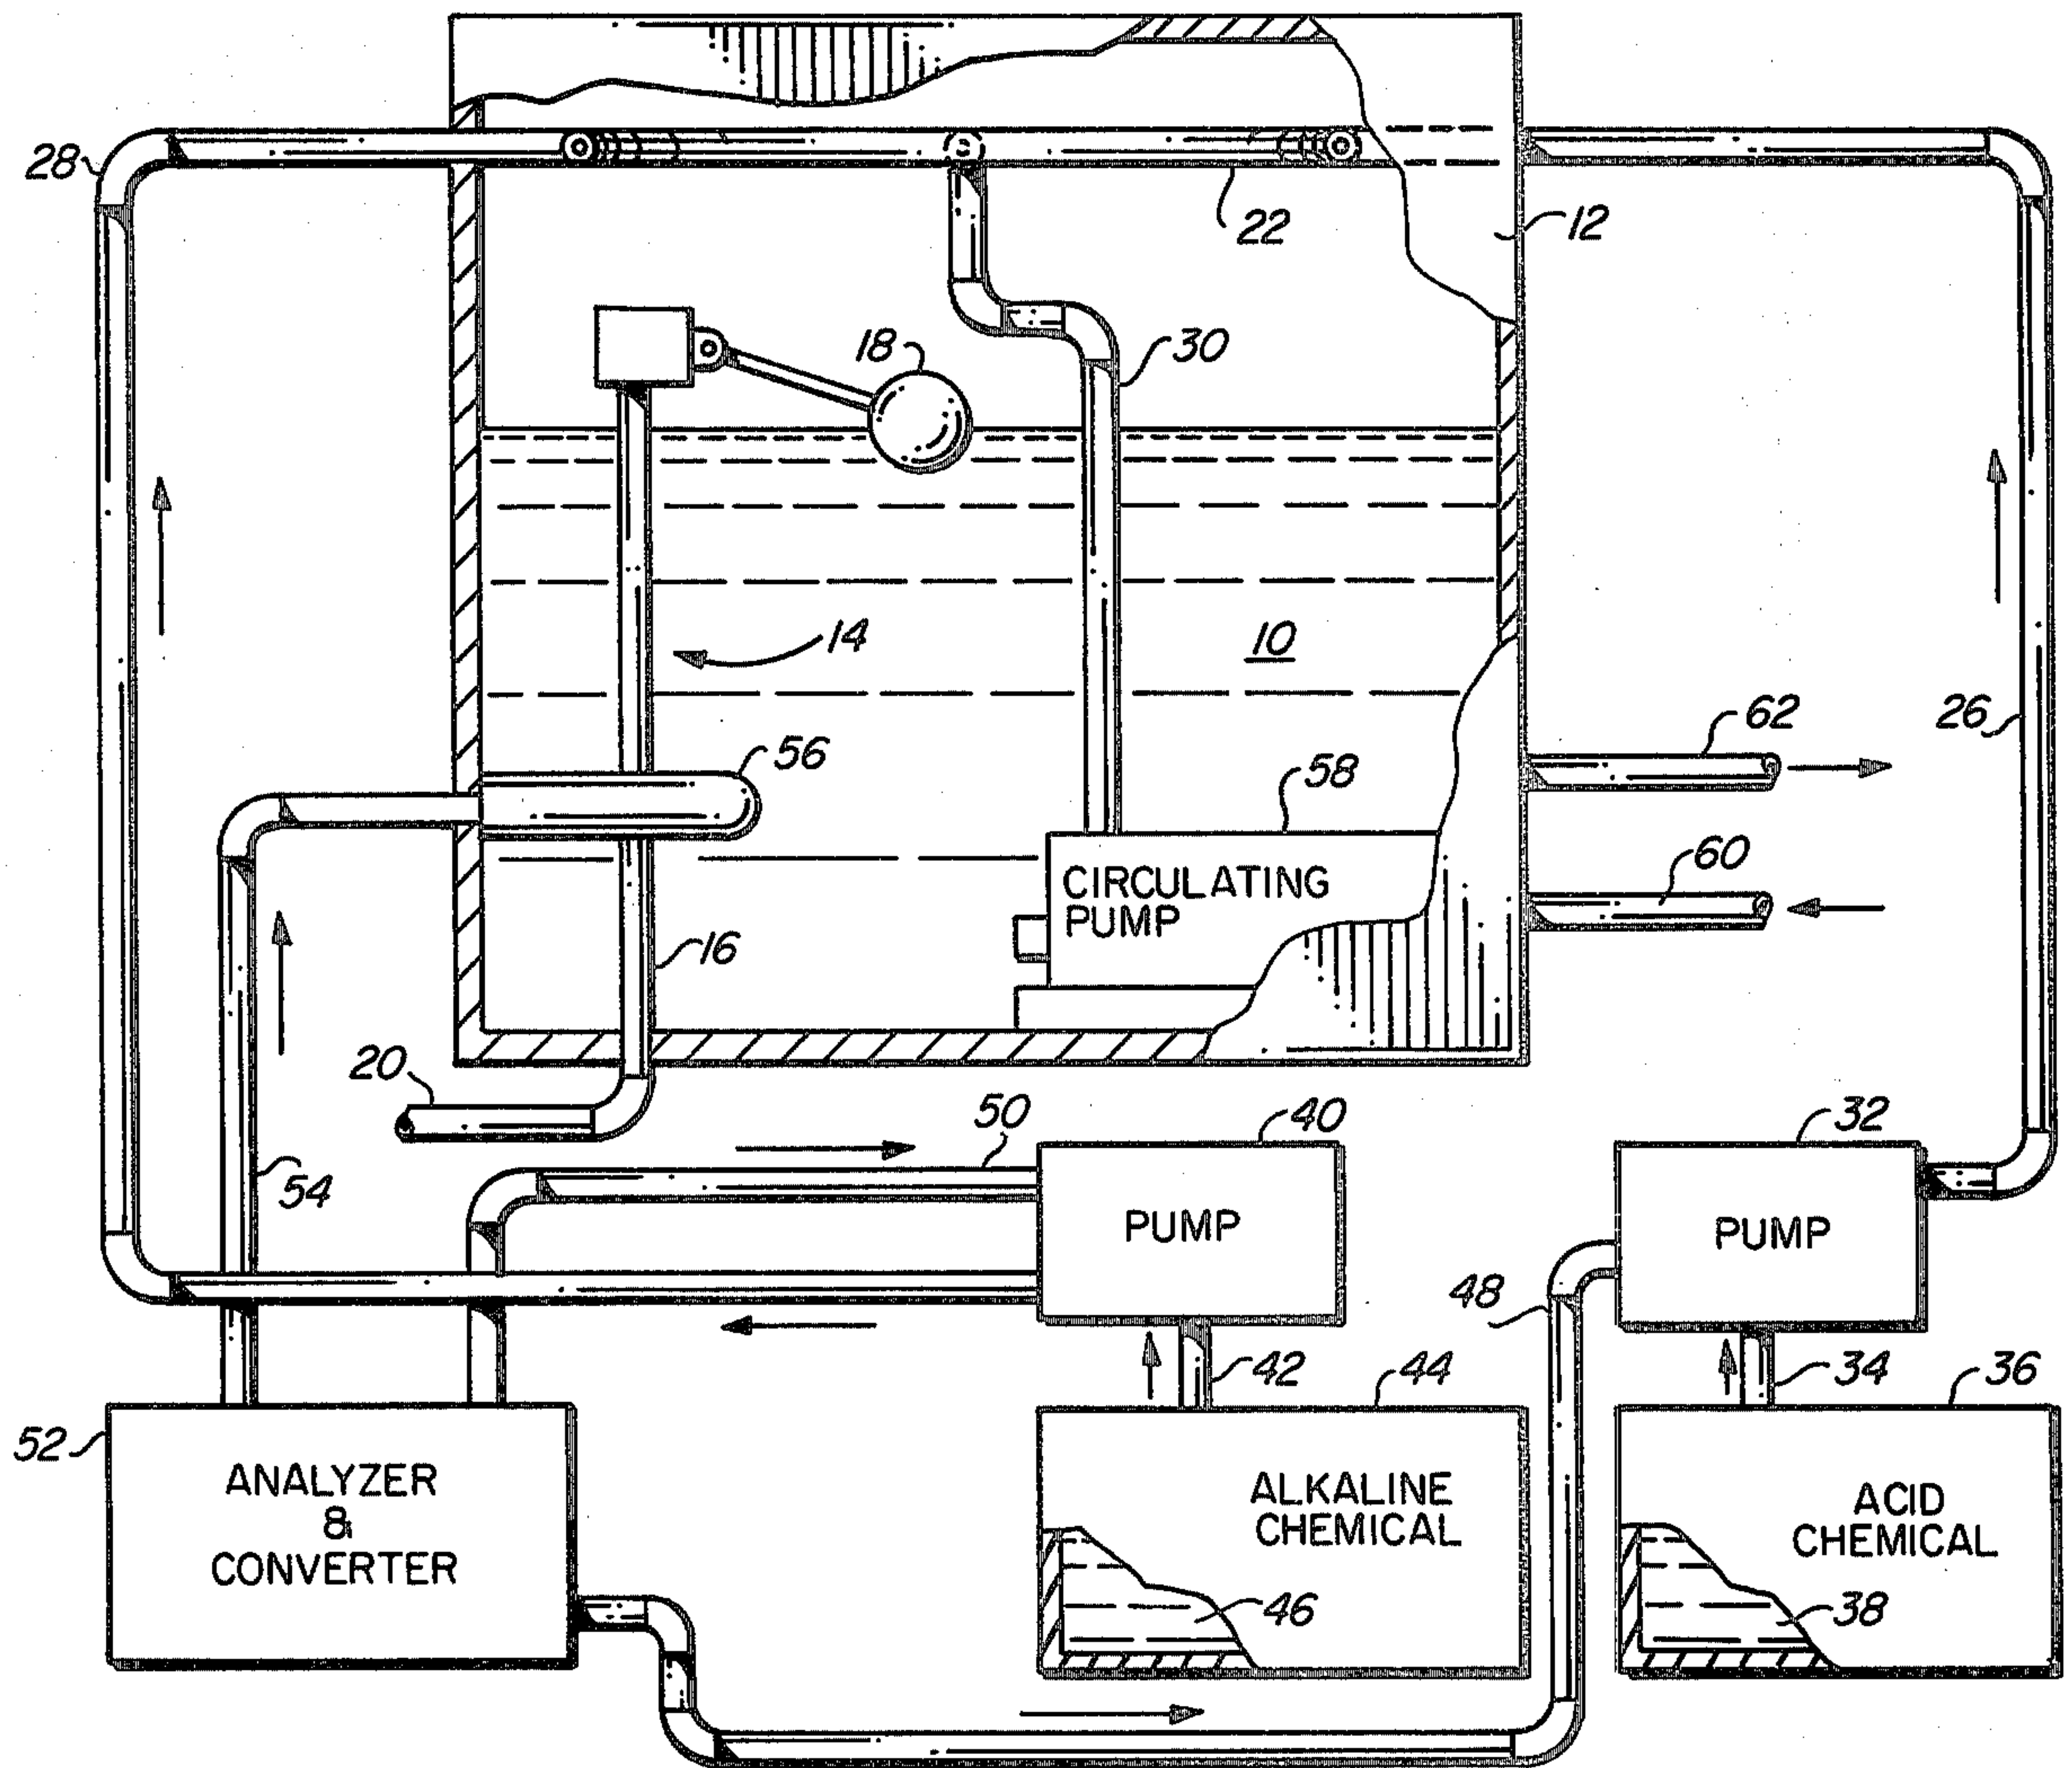 28
22
12
18
30
14
10
62
26
56
58
CIRCULATING
PUMP
60
16
20
50
40
32
54
PUMP
PUMP
48
42
44
34
36
52
ANALYZER
&
CONVERTER
ALKALINE
CHEMICAL
46
ACID
CHEMICAL
38